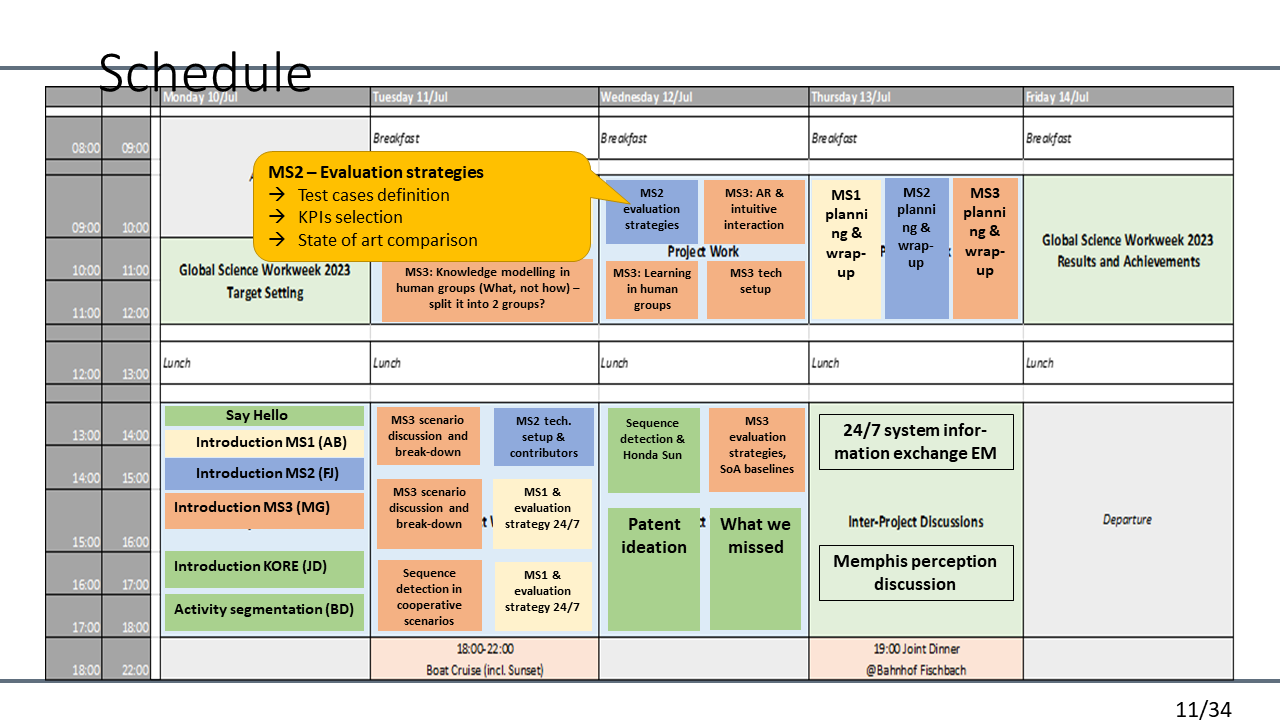 Schedule
Monday 10/Jul
Tuesday 11/Jul
Wednesday 12/Jul
Thursday 13/Jul
Friday 14/Jul
08:00 09:00
Breakfast
Breakfast
Breakfast
Breakfast
MS2 – Evaluation strategies
→ Test cases definition
→ KPIs selection
→ State of art comparison
09:00 10:00
10:00 11:00
11:00 12:00
Global Science Workweek 2023
Target Setting
MS3: Knowledge modelling in
human groups (What, not how) –
split it into 2 groups?
MS2
evaluation
strategies
MS3: AR &
intuitive
interaction
Project Work
MS3: Learning
in human
groups
MS3 tech
setup
MS1
planni
ng &
wrap-
up
MS2
planni
ng &
wrap-
up
MS3
planni
ng &
wrap-
up
Global Science Workweek 2023
Results and Achievements
12:00 13:00
Lunch
Lunch
Lunch
Lunch
13:00 14:00
14:00 15:00
15:00 16:00
16:00 17:00
17:00 18:00
Say Hello
Introduction MS1 (AB)
Introduction MS2 (FJ)
Introduction MS3 (MG)
Introduction KORE (JD)
Activity segmentation (BD)
MS3 scenario
discussion and
break-down
MS2 tech.
setup &
contributors
MS3 scenario
discussion and
break-down
MS1 &
evaluation
strategy 24/7
Sequence
detection in
cooperative
scenarios
MS1 &
evaluation
strategy 24/7
Sequence
detection &
Honda Sun
MS3
evaluation
strategies,
SoA baselines
Patent
ideation
What we
missed
24/7 system infor-
mation exchange EM
Inter-Project Discussions
Memphis perception
discussion
Departure
18:00 22:00
18:00-22:00
Boat Cruise (incl. Sunset)
19:00 Joint Dinner
@Bahnhof Fischbach
11/34